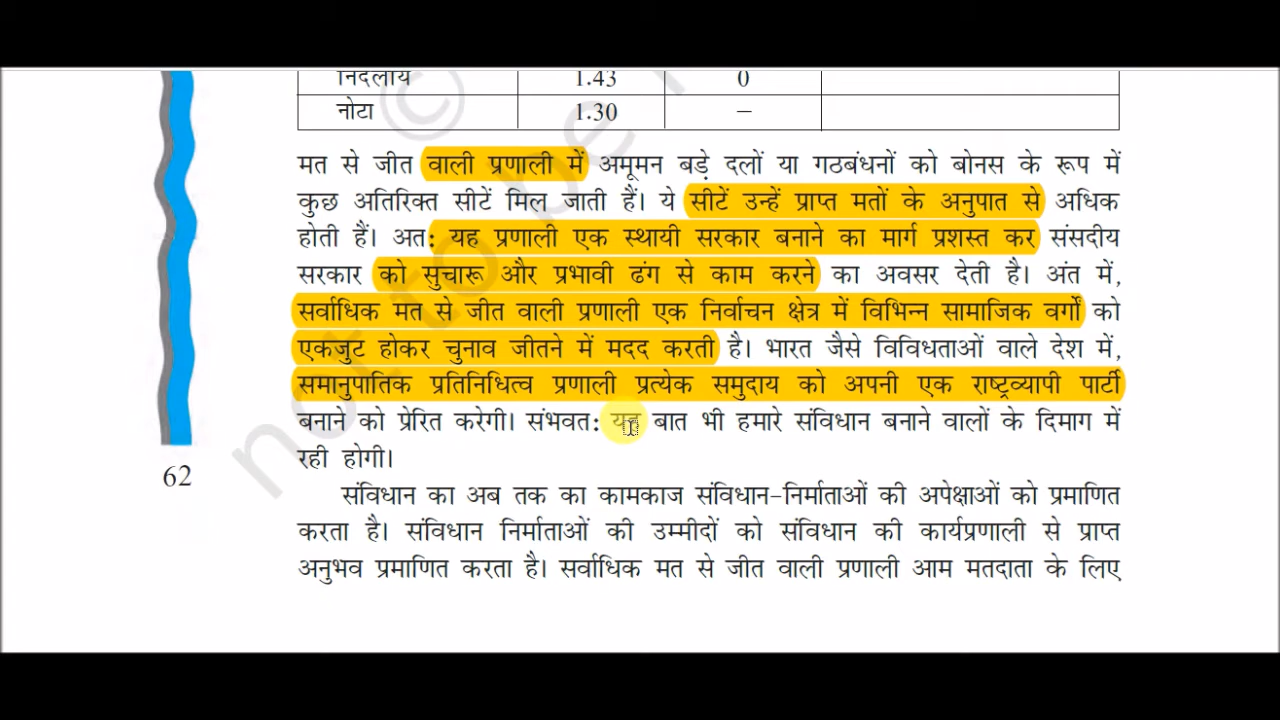 निर्दलीय 1.43 0
नोटा 1.30 –
मत से जीत वाली प्रणाली में अमूमन बड़े दलों या गठबंधनों को बोनस के रूप में
कुछ अतिरिक्त सीटें मिल जाती हैं। ये सीटें उन्हें प्राप्त मतों के अनुपात से अधिक
होती हैं। अत: यह प्रणाली एक स्थायी सरकार बनाने का मार्ग प्रशस्त कर संसदीय
सरकार को सुचारू और प्रभावी ढंग से काम करने का अवसर देती है। अंत में,
सर्वाधिक मत से जीत वाली प्रणाली एक निर्वाचन क्षेत्र में विभिन्न सामाजिक वर्गों को
एकजुट होकर चुनाव जीतने में मदद करती है। भारत जैसे विविधताओं वाले देश में,
समानुपातिक प्रतिनिधित्व प्रणाली प्रत्येक समुदाय को अपनी एक राष्ट्रव्यापी पार्टी
बनाने को प्रेरित करेगी। संभवत: यह बात भी हमारे संविधान बनाने वालों के दिमाग में
रही होगी।
62
संविधान का अब तक का कामकाज संविधान-निर्माताओं की अपेक्षाओं को प्रमाणित
करता है। संविधान निर्माताओं की उम्मीदों को संविधान की कार्यप्रणाली से प्राप्त
अनुभव प्रमाणित करता है। सर्वाधिक मत से जीत वाली प्रणाली आम मतदाता के लिए
© not to be r